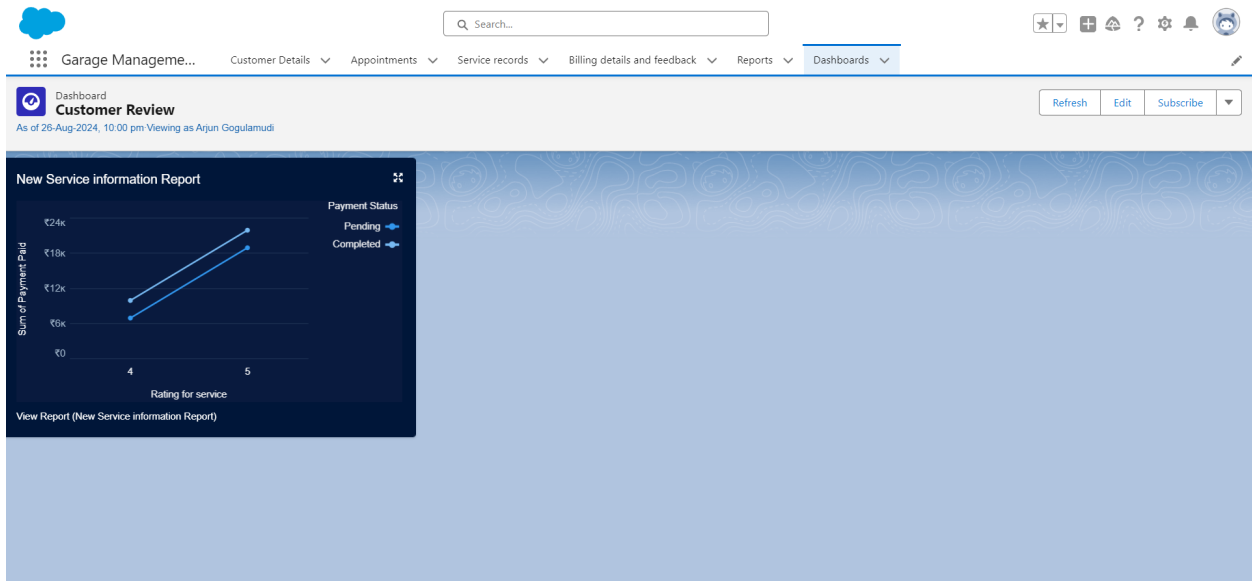 Search...
Garage Manageme...
Customer Details
Appointments
Service records
Billing details and feedback
Reports
Dashboards
Dashboard
Customer Review
As of 26-Aug-2024, 10:00 pm·Viewing as Arjun Gogulamudi
Refresh
Edit
Subscribe
New Service information Report
Payment Status
Pending
Completed
Sum of Payment Paid
₹24K
₹18K
₹12K
₹6K
₹0
4 5
Rating for service
View Report (New Service information Report)